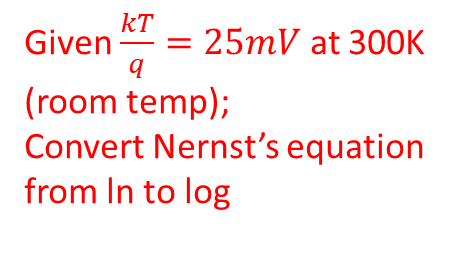 Given kT/q = 25mV at 300K
(room temp);
Convert Nernst's equation
from ln to log